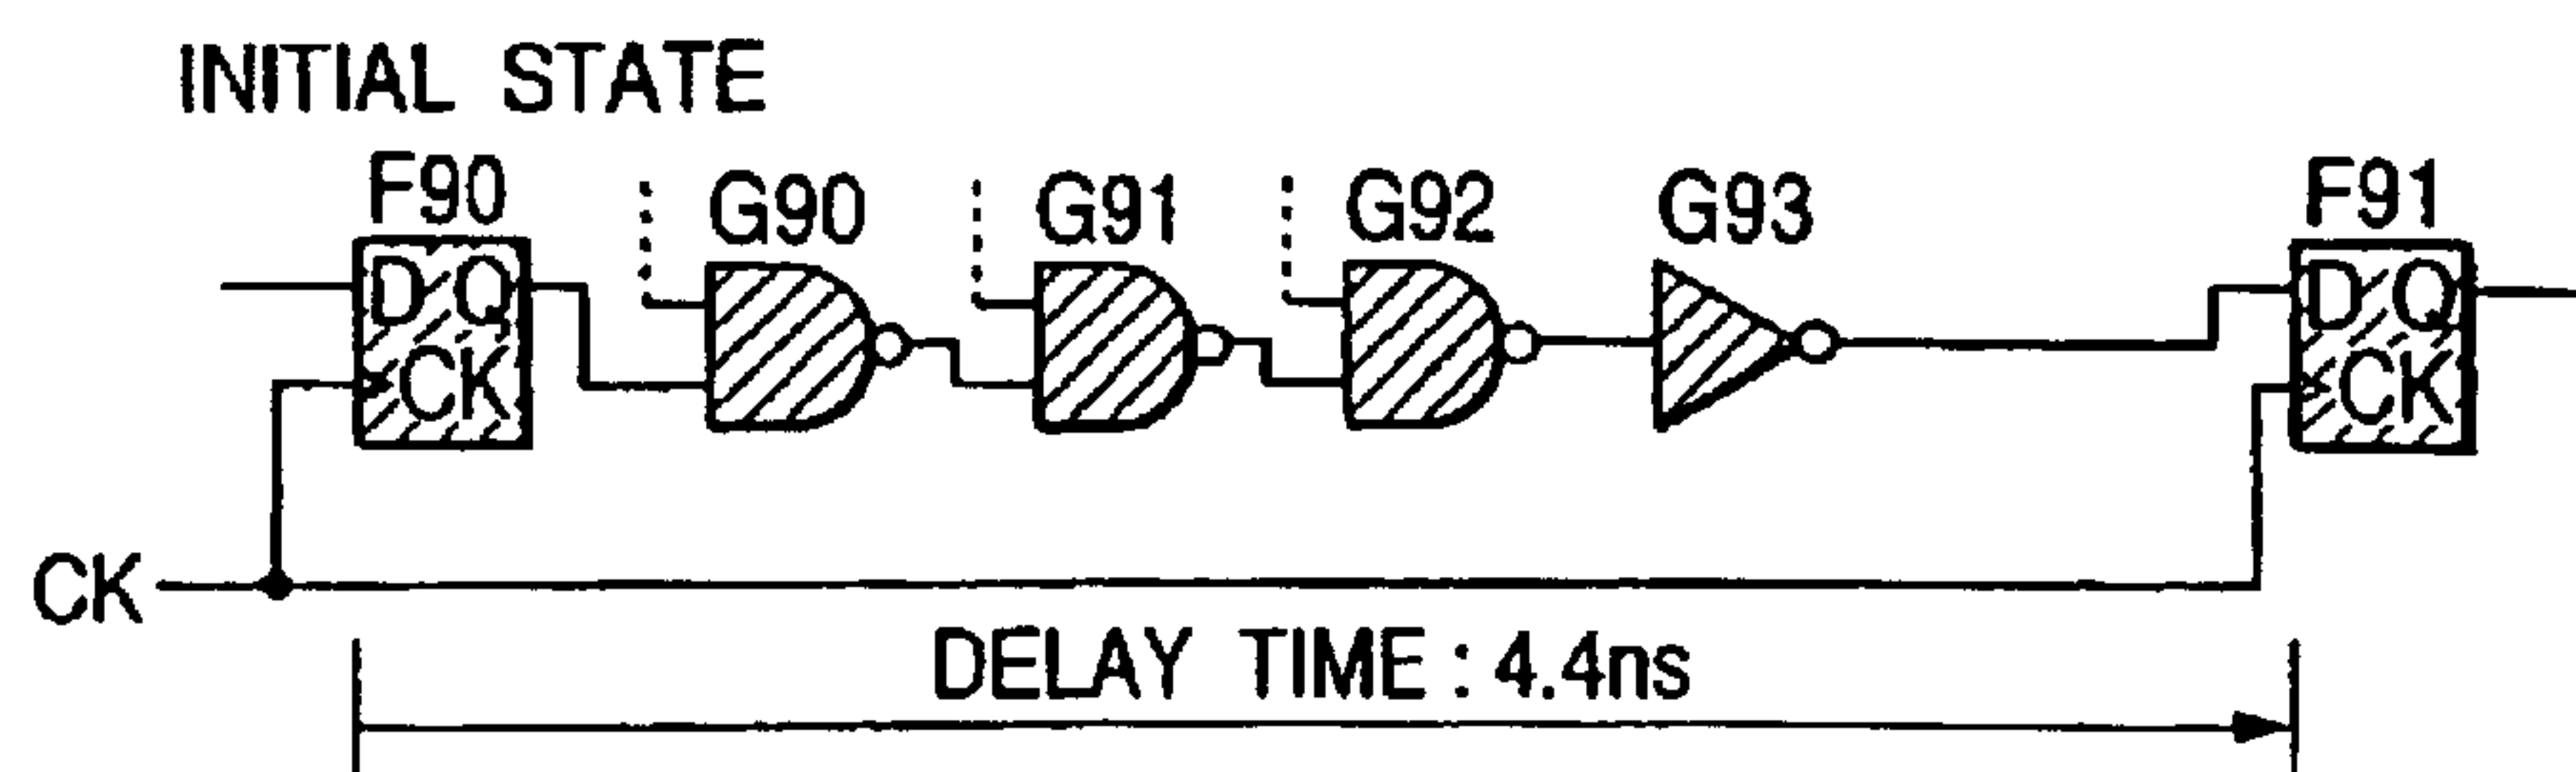 INITIAL STATE
F90 G90 G91 G92 G93 F91
D Q D Q
CK CK
CK
DELAY TIME : 4.4ns